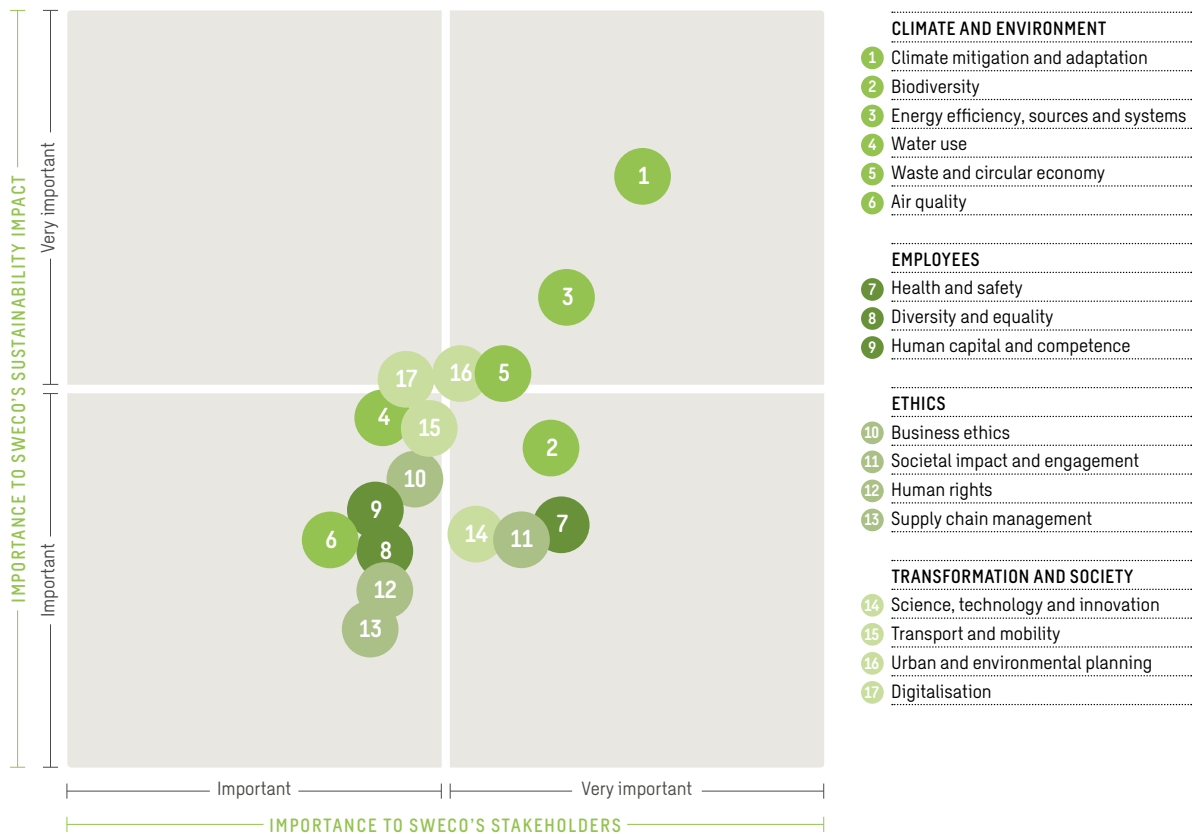 IMPORTANCE TO SWECO'S SUSTAINABILITY IMPACT
Very important
Important
1
3
17
16
5
4
15
2
10
9
7
14
11
6
8
12
13
Important
Very important
IMPORTANCE TO SWECO'S STAKEHOLDERS
CLIMATE AND ENVIRONMENT
1 Climate mitigation and adaptation
2 Biodiversity
3 Energy efficiency, sources and systems
4 Water use
5 Waste and circular economy
6 Air quality
EMPLOYEES
7 Health and safety
8 Diversity and equality
9 Human capital and competence
ETHICS
10 Business ethics
11 Societal impact and engagement
12 Human rights
13 Supply chain management
TRANSFORMATION AND SOCIETY
14 Science, technology and innovation
15 Transport and mobility
16 Urban and environmental planning
17 Digitalisation